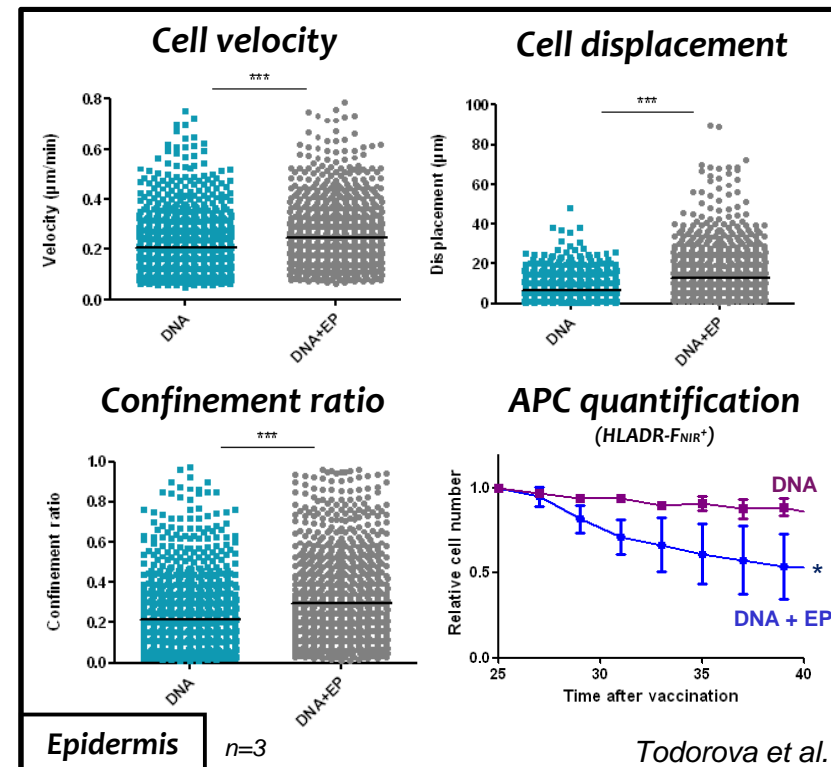 Cell velocity
***
Velocity (µm/min)
0.8
0.6
0.4
0.2
0.0
DNA
DNA+EP
Cell displacement
***
Displacement (µm)
100
80
60
40
20
0
DNA
DNA+EP
Confinement ratio
***
Confinement ratio
1.0
0.8
0.6
0.4
0.2
0.0
DNA
DNA+EP
APC quantification
(HLADR-FNIR+)
Relative cell number
1.0
0.5
0.0
DNA
*
DNA + EP
25 30 35 40
Time after vaccination
Epidermis
n=3
Todorova et al.